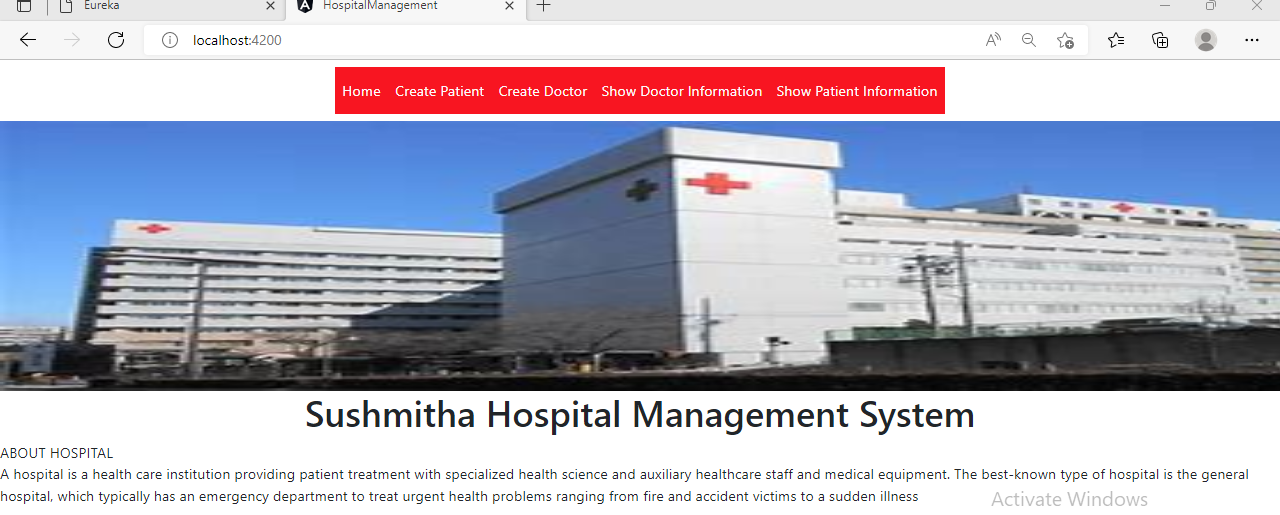 Eureka
HospitalManagement
localhost:4200
Home Create Patient Create Doctor Show Doctor Information Show Patient Information
Sushmitha Hospital Management System
ABOUT HOSPITAL
A hospital is a health care institution providing patient treatment with specialized health science and auxiliary healthcare staff and medical equipment. The best-known type of hospital is the general
hospital, which typically has an emergency department to treat urgent health problems ranging from fire and accident victims to a sudden illness
Activate Windows